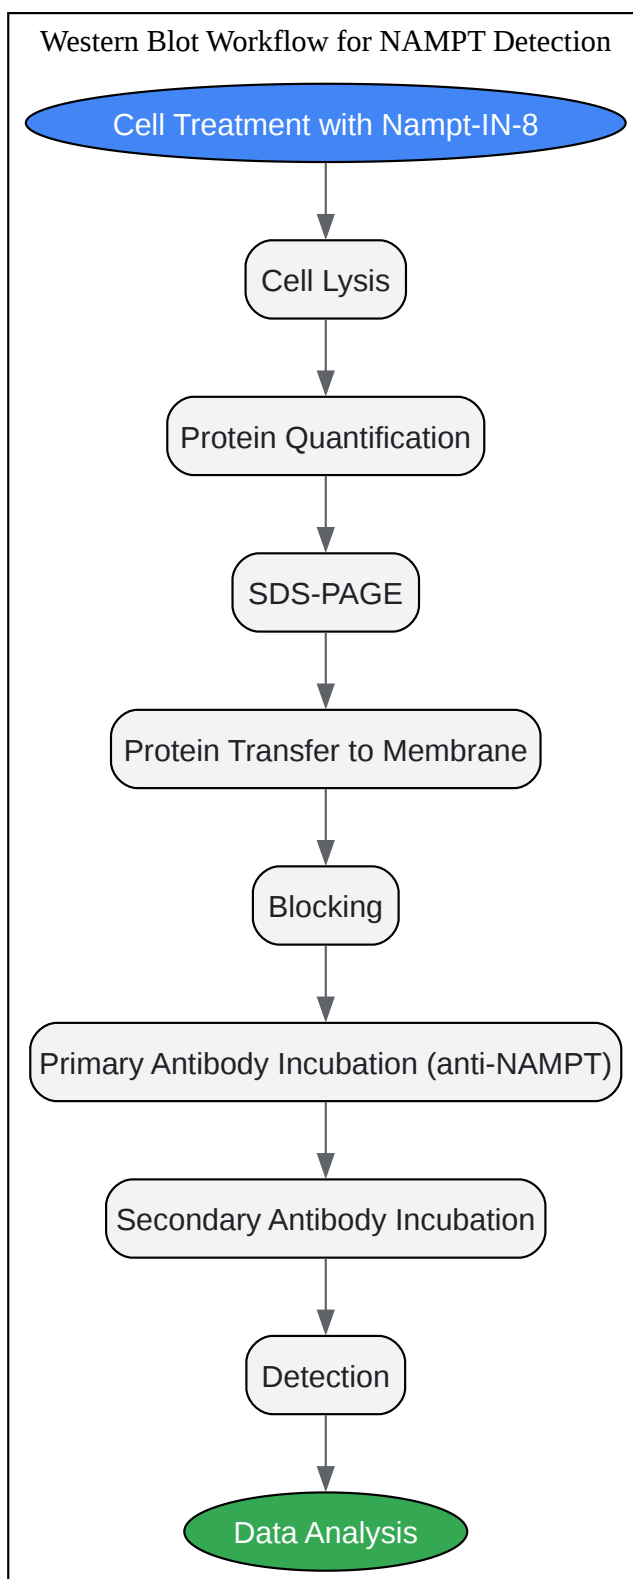 Western Blot Workflow for NAMPT Detection
Cell Treatment with Nampt-IN-8
Cell Lysis
Protein Quantification
SDS-PAGE
Protein Transfer to Membrane
Blocking
Primary Antibody Incubation (anti-NAMPT)
Secondary Antibody Incubation
Detection
Data Analysis